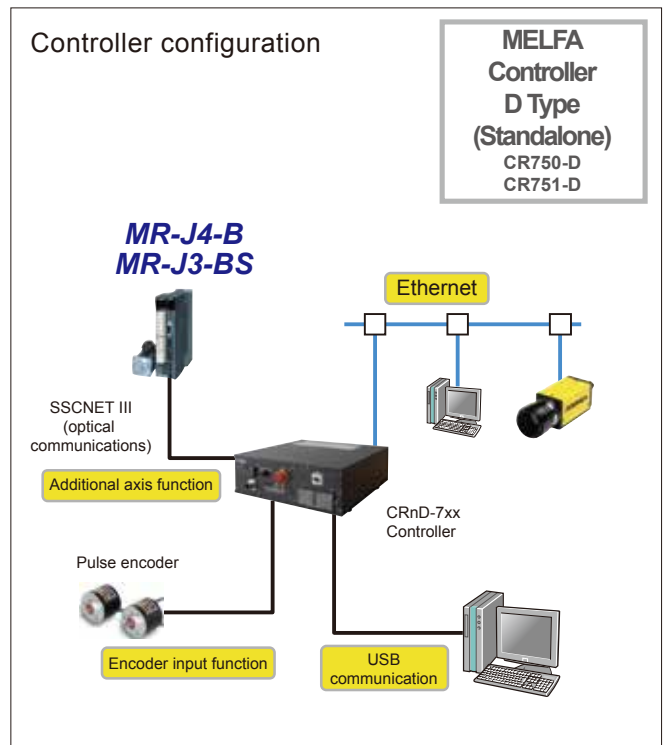 Controller configuration
MELFA
Controller
D Type
(Standalone)
CR750-D
CR751-D
MR-J4-B
MR-J3-BS
Ethernet
SSCNET III
(optical
communications)
Additional axis function
CRnD-7xx
Controller
Pulse encoder
Encoder input function
USB
communication